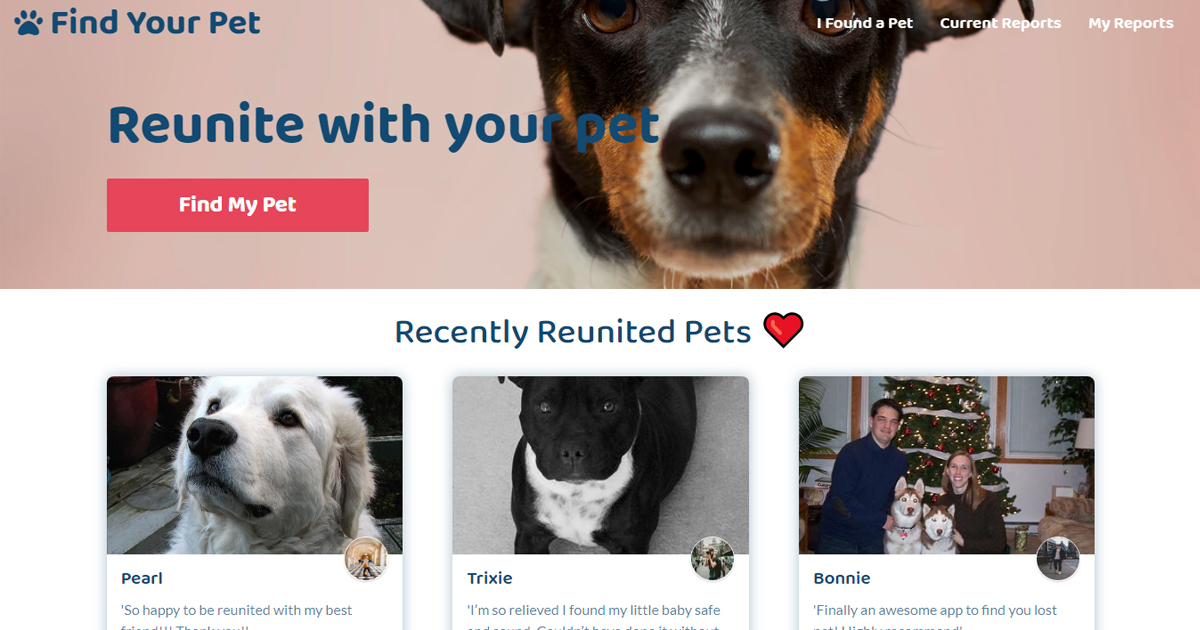 Find Your Pet
I Found a Pet
Current Reports
My Reports
Reunite with your pet
Find My Pet
Recently Reunited Pets
Pearl
'So happy to be reunited with my best
friend!!! Thank you!!
Trixie
'I'm so relieved I found my little baby safe
and sound. Couldn't have done it without
Bonnie
'Finally an awesome app to find you lost
pet! Highly recommend'